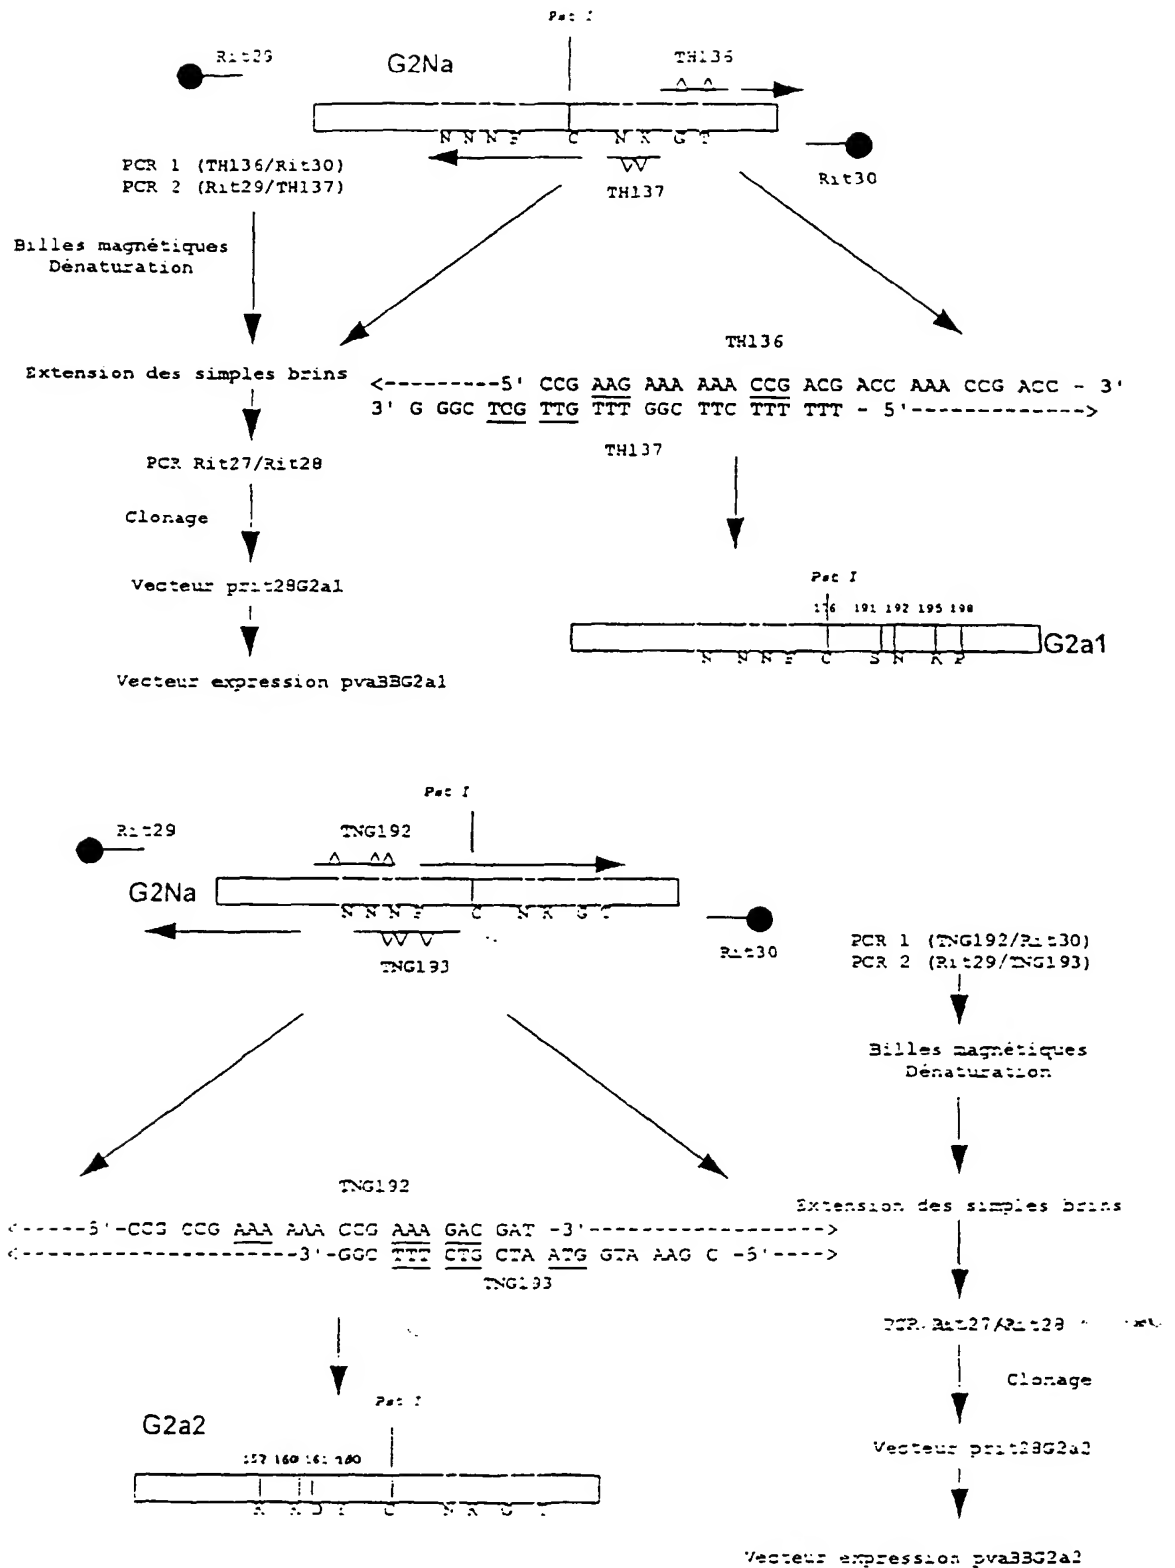 Pst I
Rit29
G2Na
TH136
N N N F C N K G T
PCR 1 (TH136/Rit30)
PCR 2 (Rit29/TH137)
TH137
Rit30
Billes magnétiques
Dénaturation
TH136
Extension des simples brins
<---------5' CCG AAG AAA AAA CCG ACG ACC AAA CCG ACC - 3'
3' G GGC TCG TTG TTT GGC TTC TTT TTT - 5'------------->
TH137
PCR Rit27/Rit28
Clonage
Vecteur prit28G2a1
Pst I
176 191 192 195 198
G2a1
N N N F C S N K P
Vecteur expression pvaBBG2a1
Pst I
Rit29
TNG192
G2Na
N N N F C N K G T
TNG193
Rit30
PCR 1 (TNG192/Rit30)
PCR 2 (Rit29/TNG193)
Billes magnétiques
Dénaturation
TNG192
Extension des simples brins
<-----5'-CCG CCG AAA AAA CCG AAA GAC GAT -3'--------------->
<----------------3'-GGC TTT CTG CTA ATG GTA AAG C -5'---->
TNG193
PCR Rit27/Rit28
Clonage
Pst I
G2a2
157 160 161
C N K G T
Vecteur prit28G2a2
Vecteur expression pvaBBG2a2